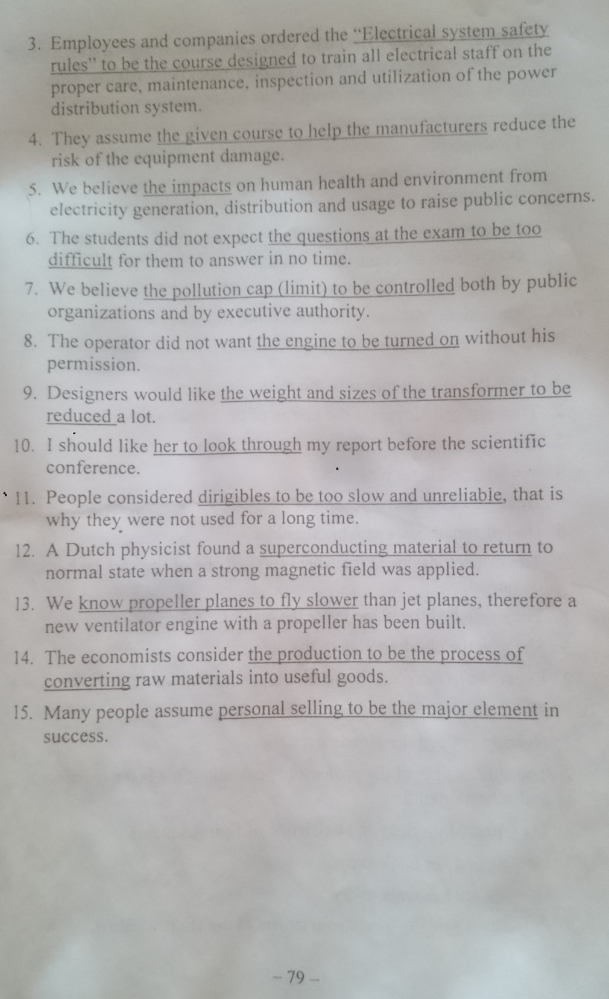 3. Employees and companies ordered the “Electrical system safety
rules” to be the course designed to train all electrical staff on the
proper care, maintenance, inspection and utilization of the power
distribution system.
4. They assume the given course to help the manufacturers reduce the
risk of the equipment damage.
5. We believe the impacts on human health and environment from
electricity generation, distribution and usage to raise public concerns.
6. The students did not expect the questions at the exam to be too
difficult for them to answer in no time.
7. We believe the pollution cap (limit) to be controlled both by public
organizations and by executive authority.
8. The operator did not want the engine to be turned on without his
permission.
9. Designers would like the weight and sizes of the transformer to be
reduced a lot.
10. I should like her to look through my report before the scientific
conference.
11. People considered dirigibles to be too slow and unreliable, that is
why they were not used for a long time.
12. A Dutch physicist found a superconducting material to return to
normal state when a strong magnetic field was applied.
13. We know propeller planes to fly slower than jet planes, therefore a
new ventilator engine with a propeller has been built.
14. The economists consider the production to be the process of
converting raw materials into useful goods.
15. Many people assume personal selling to be the major element in
success.
– 79 –